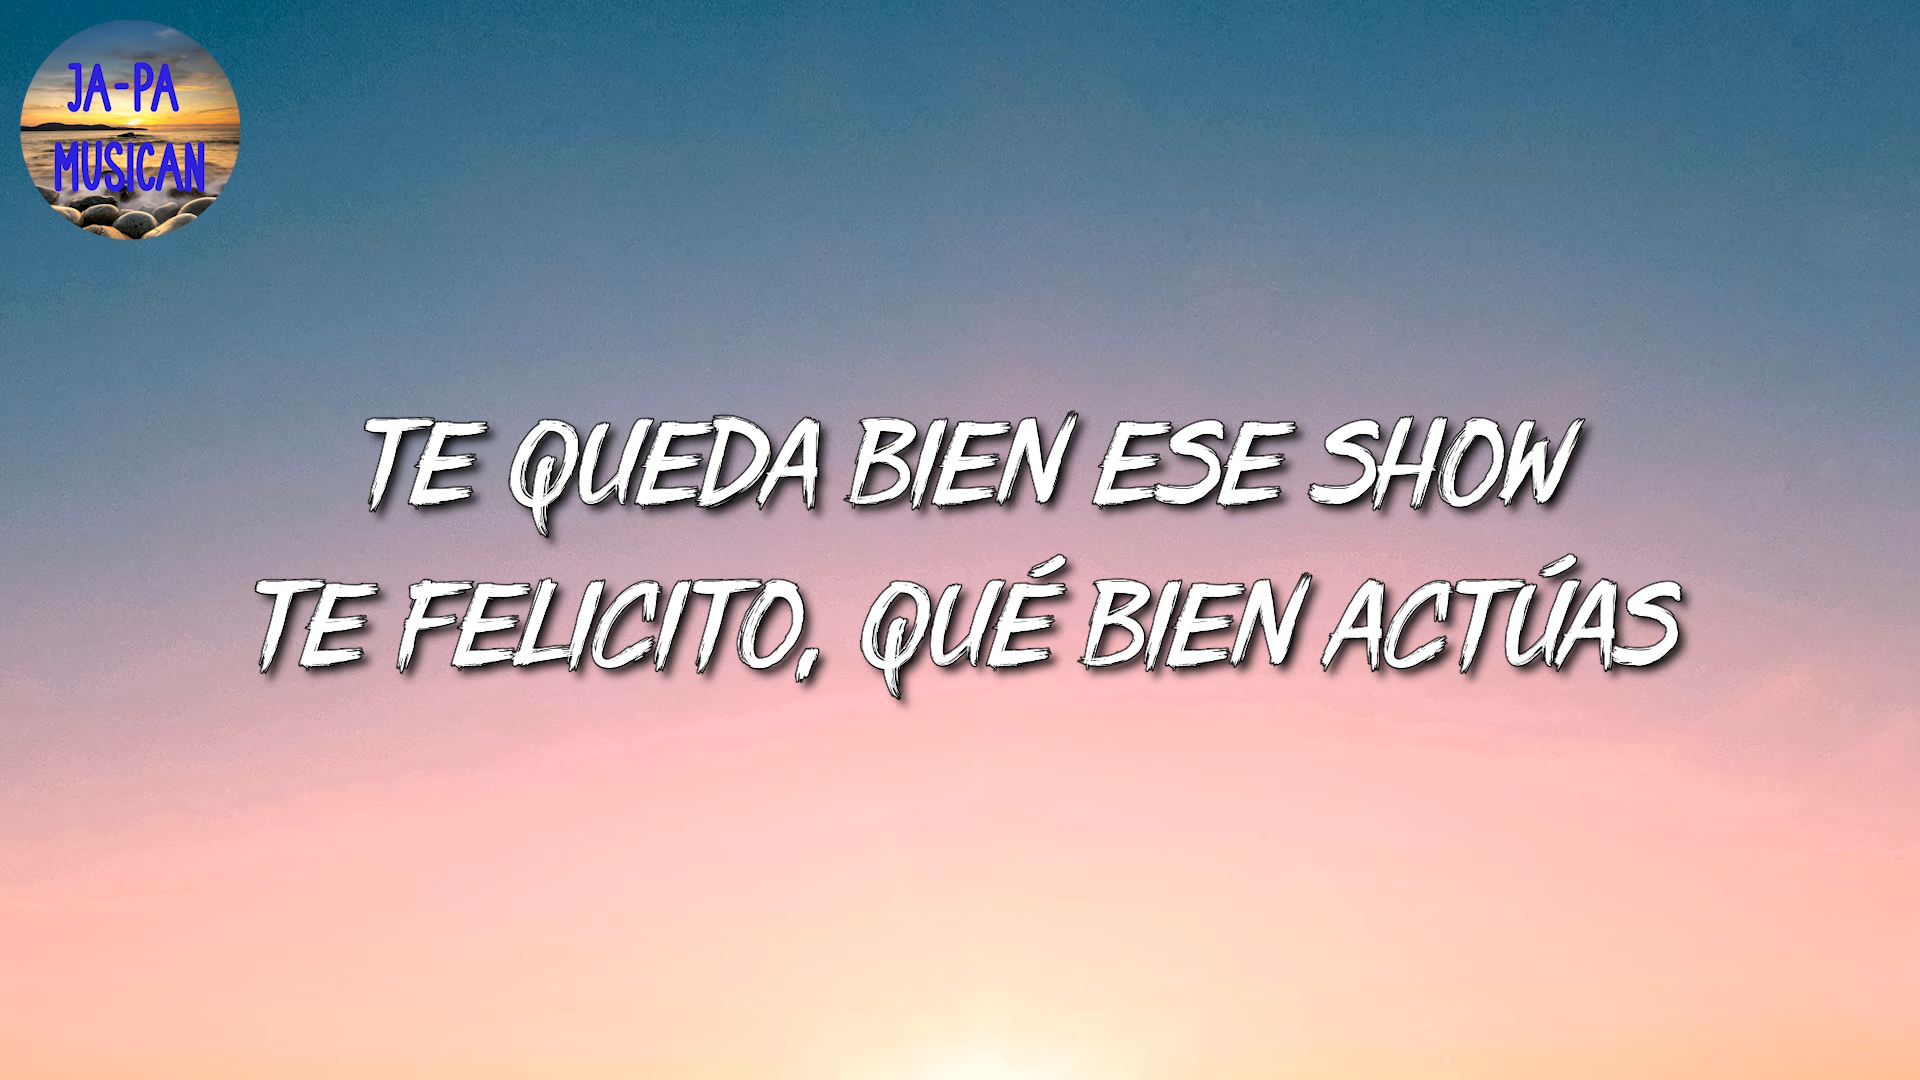 JA-PA
MUSICAN
TE QUEDA BIEN ESE SHOW
TE FELICITO, QUÉ BIEN ACTÚAS